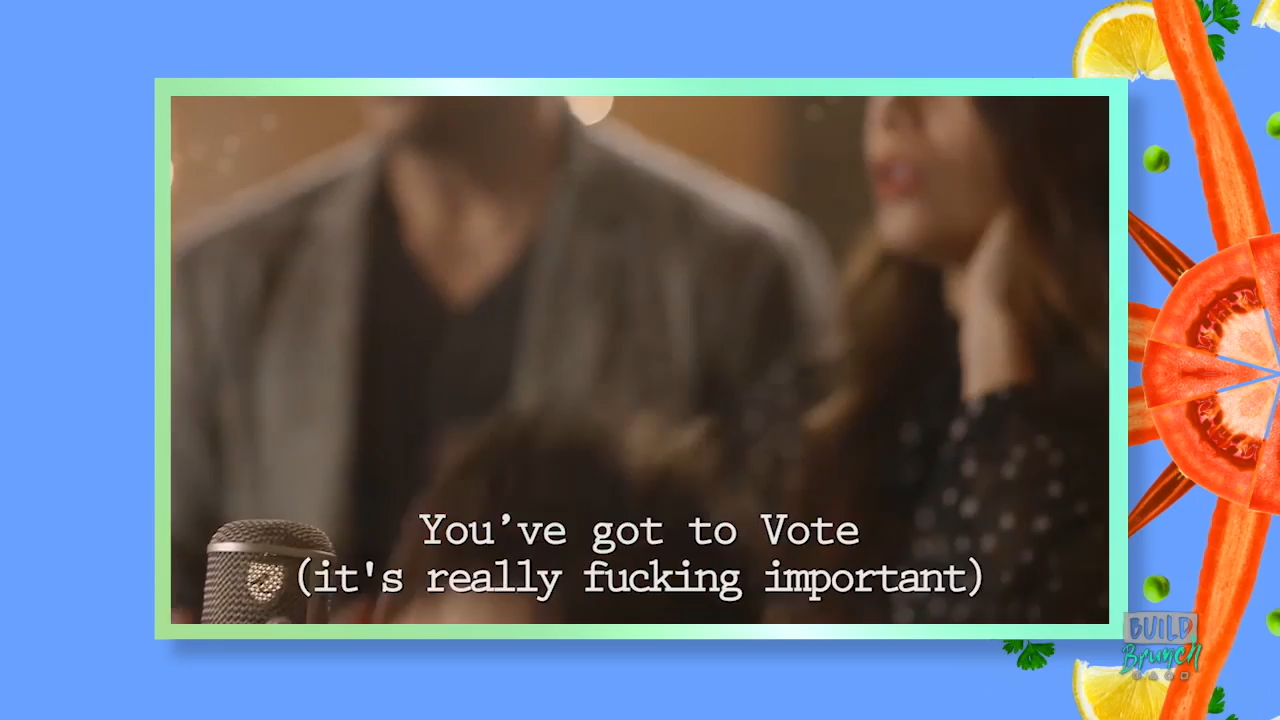 You’ve got to Vote
(it's really fucking important)
BUILD
Brunch